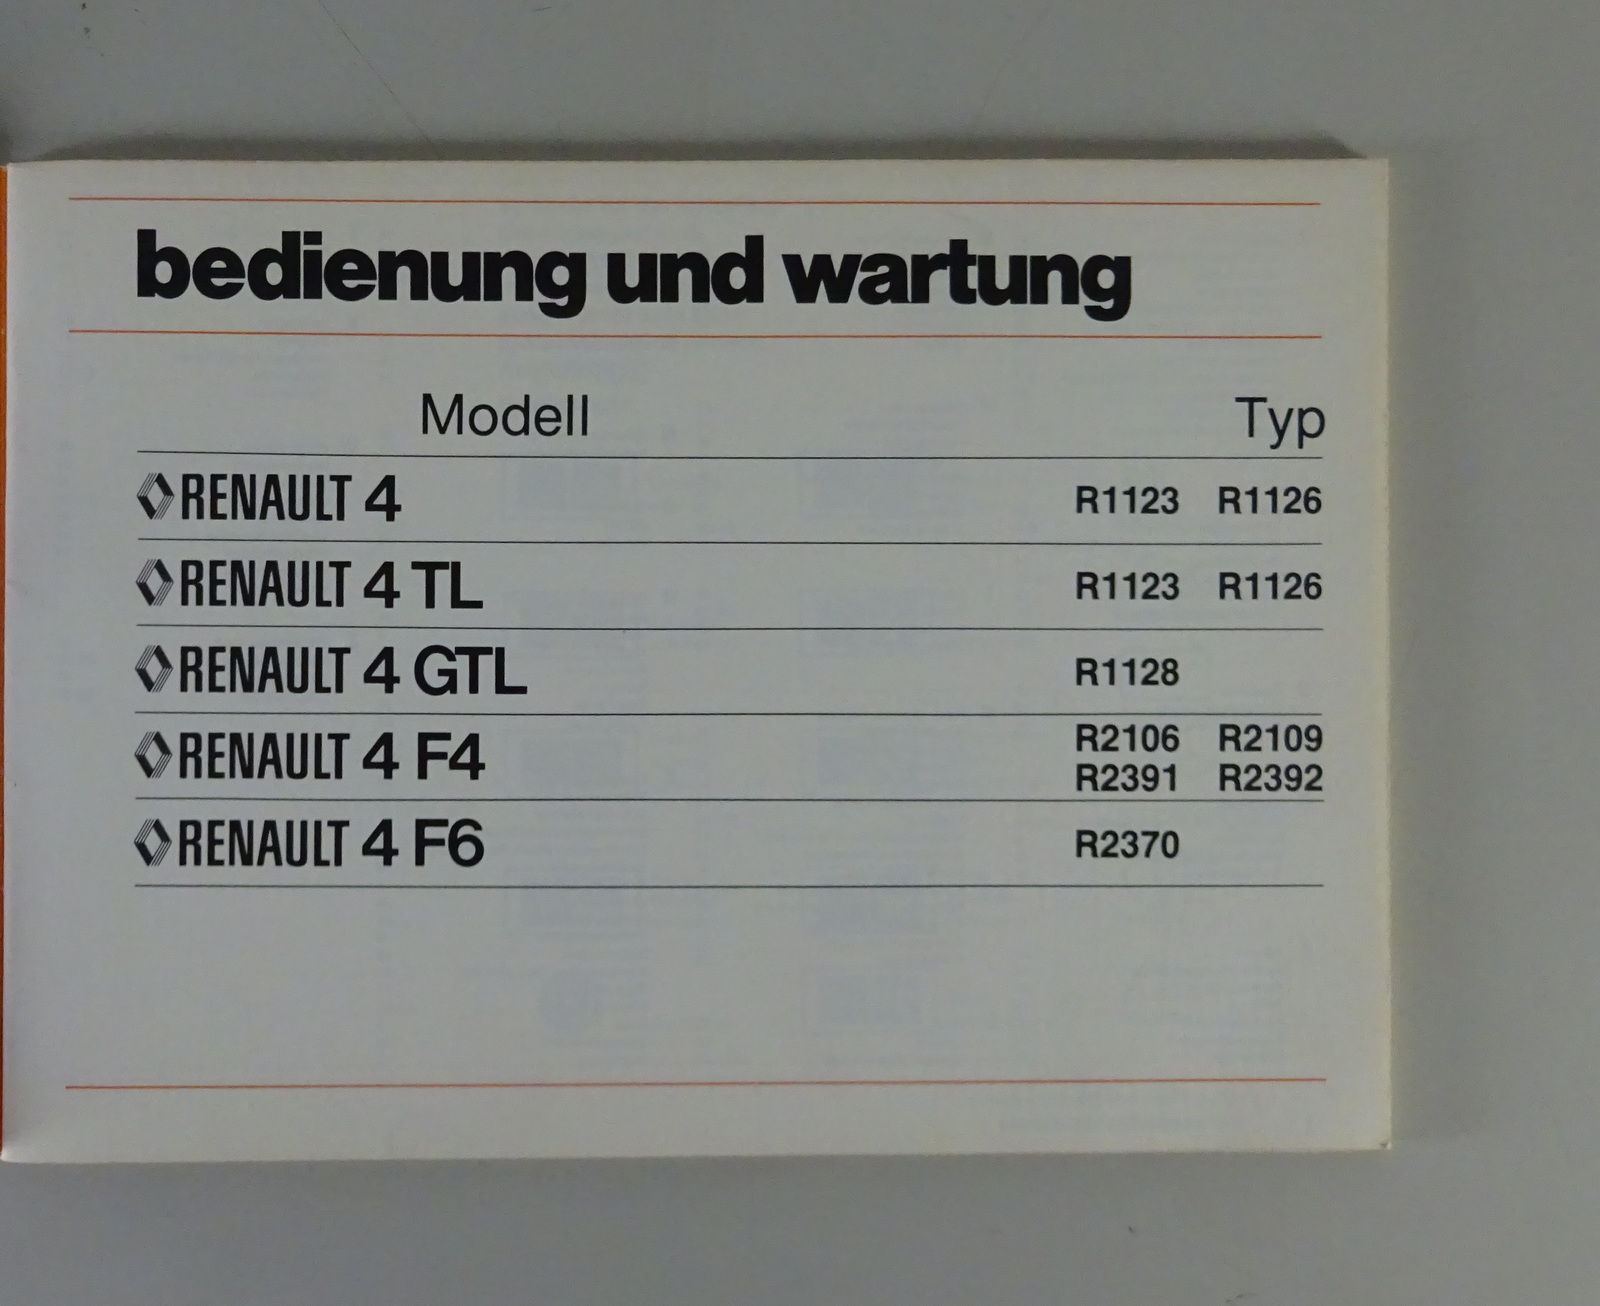 bedienung und wartung
Modell Typ
RENAULT 4 R1123 R1126
RENAULT 4 TL R1123 R1126
RENAULT 4 GTL R1128
RENAULT 4 F4 R2106 R2109
R2391 R2392
RENAULT 4 F6 R2370